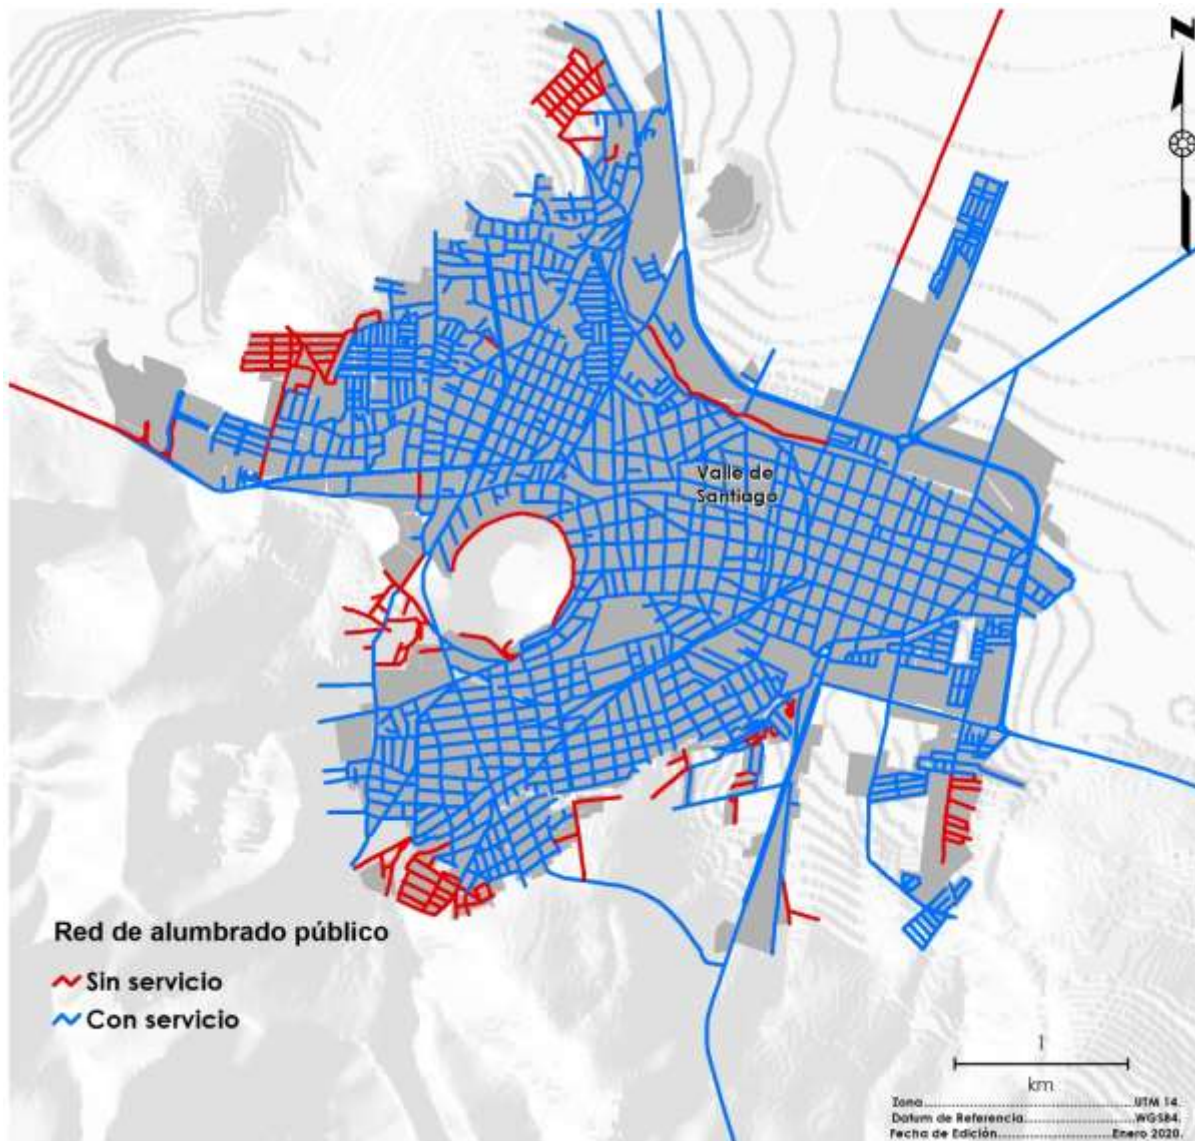 N
Valle de
Santiago
Red de alumbrado público
Sin servicio
Con servicio
1
km
Zona.....................................UTM 14.
Datum de Referencia.................WGS84.
Fecha de Edición..................Enero 2020.